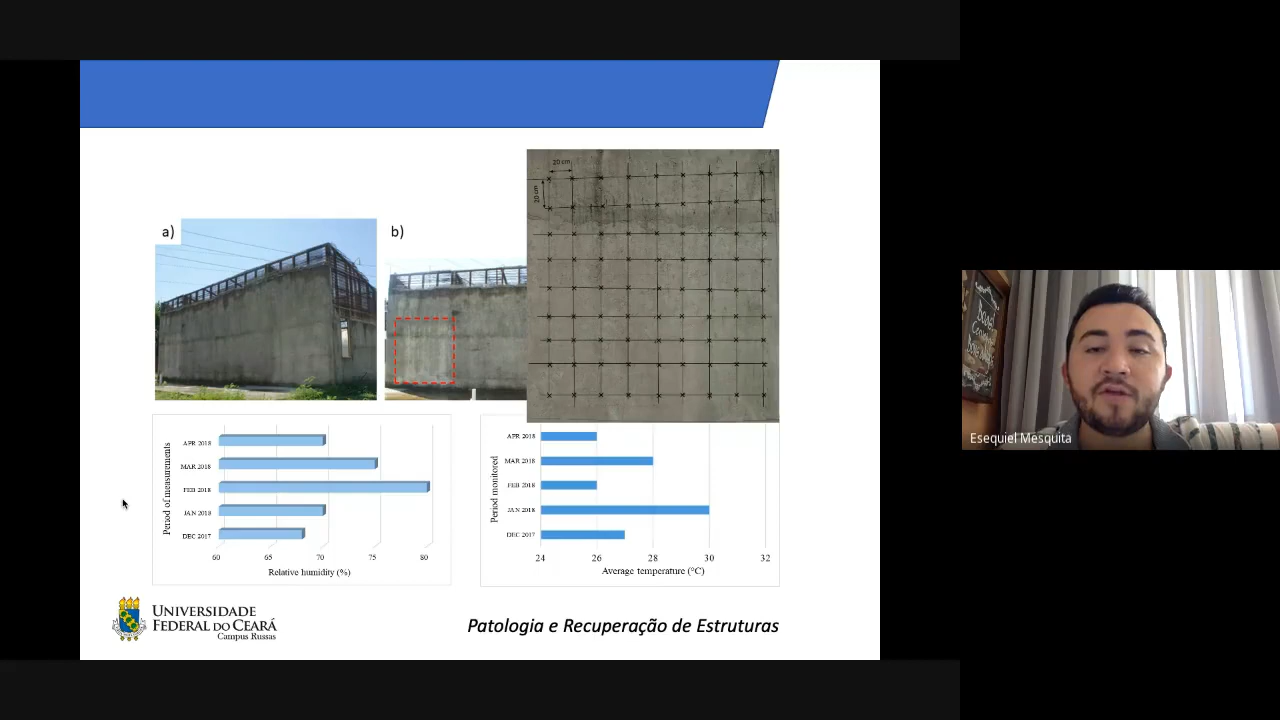 20 cm
20 cm
a)
b)
Period of measurements
APR 2018
MAR 2018
FEB 2018
JAN 2018
DEC 2017
60
65
70
75
80
Relative humidity (%)
Period monitored
APR 2018
MAR 2018
FEB 2018
JAN 2018
DEC 2017
24
26
28
30
32
Average temperature (°C)
UNIVERSIDADE
FEDERAL DO CEARÁ
Campus Russas
Patologia e Recuperação de Estruturas
Esequiel Mesquita